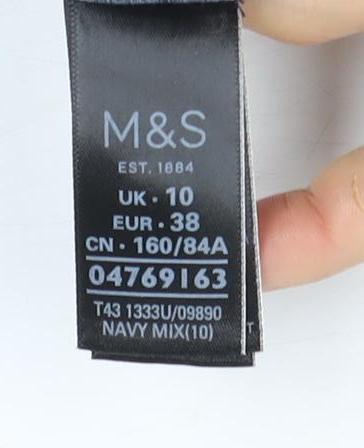 M&S
EST. 1884
UK · 10
EUR · 38
CN · 160/84A
04769163
T43 1333U/09890
NAVY MIX(10)
T